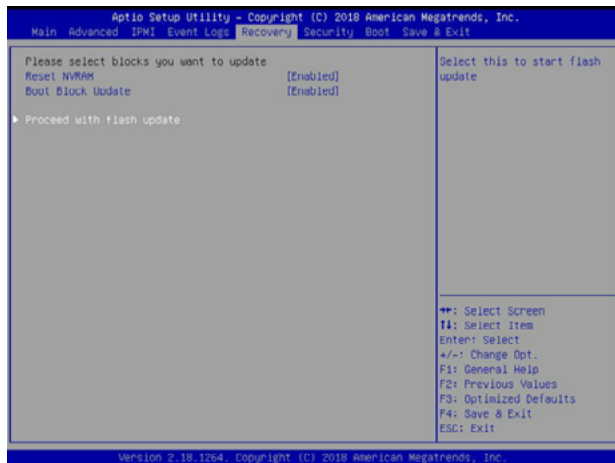 Aptio Setup Utility – Copyright (C) 2018 American Megatrends, Inc.
Main Advanced IPMI Event Logs Recovery Security Boot Save & Exit
Please select blocks you want to update
Reset NVRAM [Enabled]
Boot Block Update [Enabled]
Proceed with flash update
Select this to start flash
update
→←: Select Screen
↑↓: Select Item
Enter: Select
+/-: Change Opt.
F1: General Help
F2: Previous Values
F3: Optimized Defaults
F4: Save & Exit
ESC: Exit
Version 2.18.1264. Copyright (C) 2018 American Megatrends, Inc.